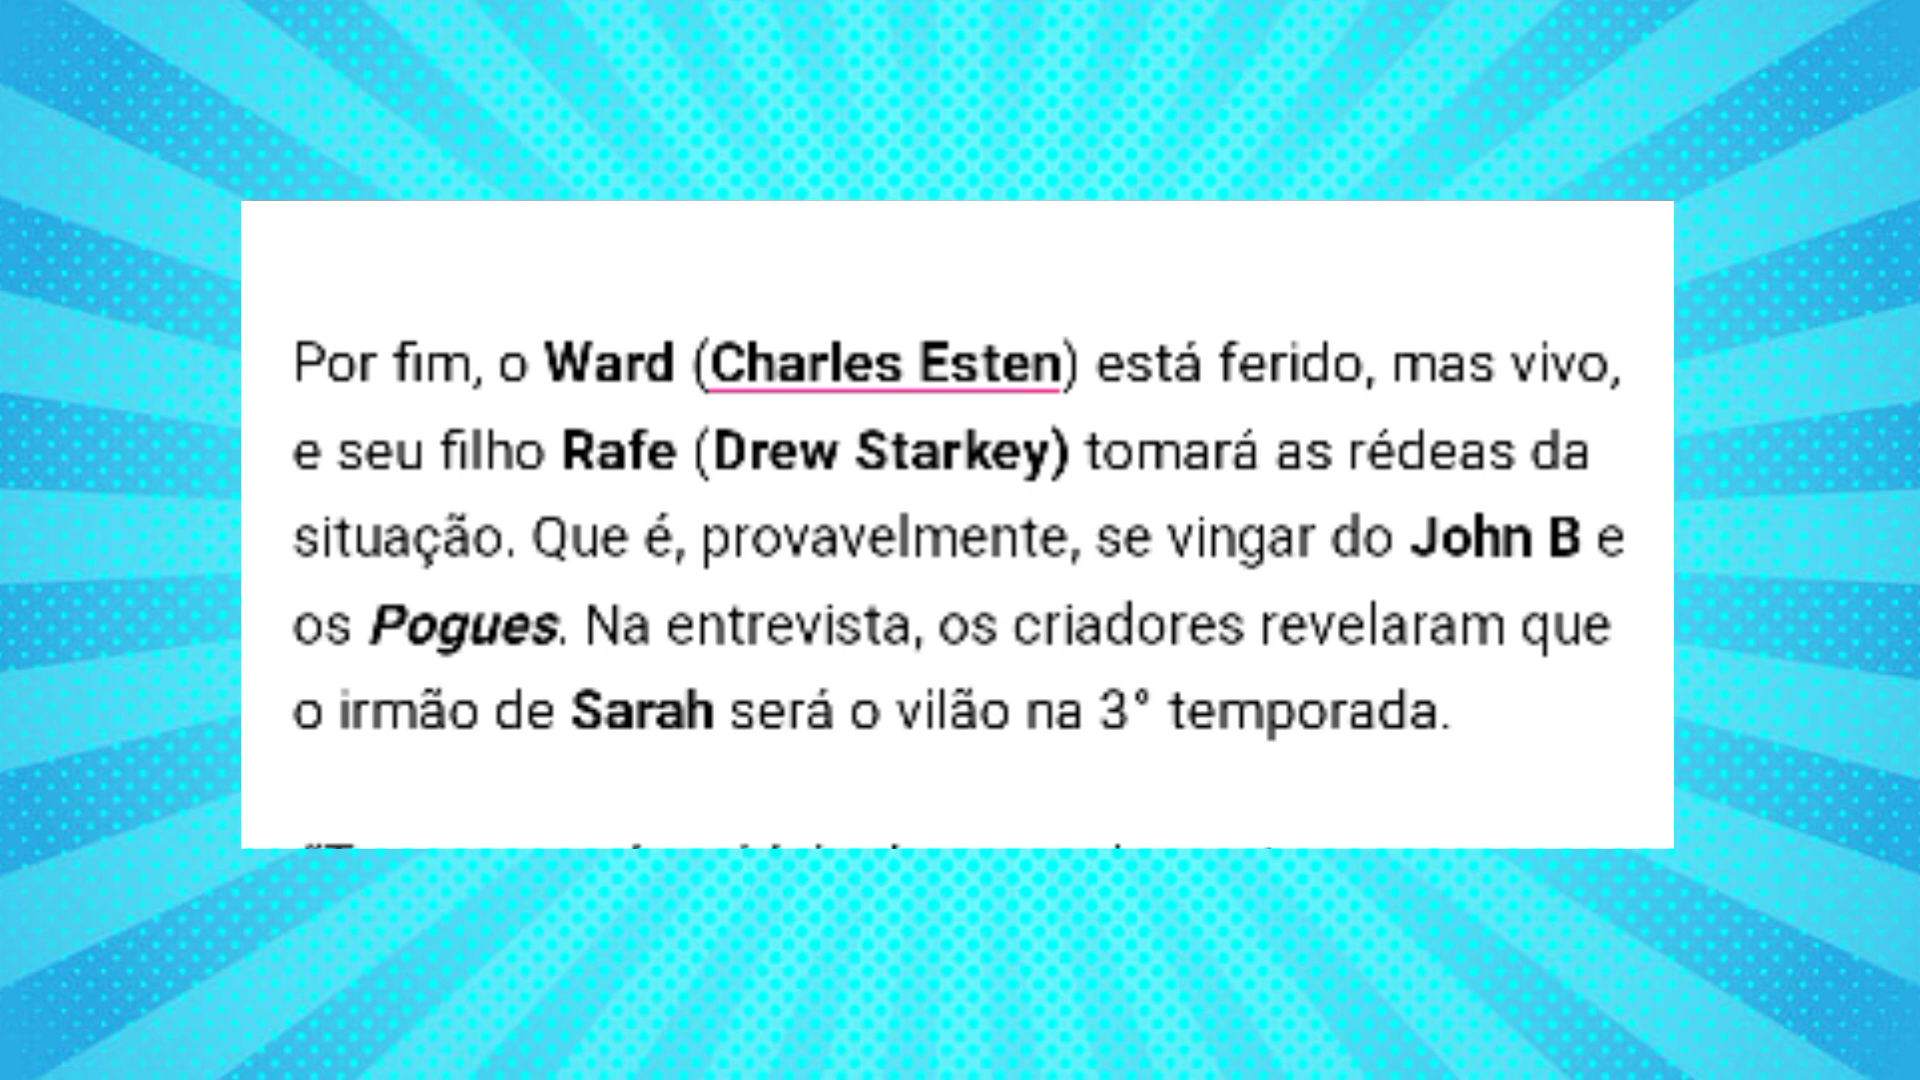 Por fim, o Ward (Charles Esten) está ferido, mas vivo,
e seu filho Rafe (Drew Starkey) tomará as rédeas da
situação. Que é, provavelmente, se vingar do John B e
os Pogues. Na entrevista, os criadores revelaram que
o irmão de Sarah será o vilão na 3° temporada.